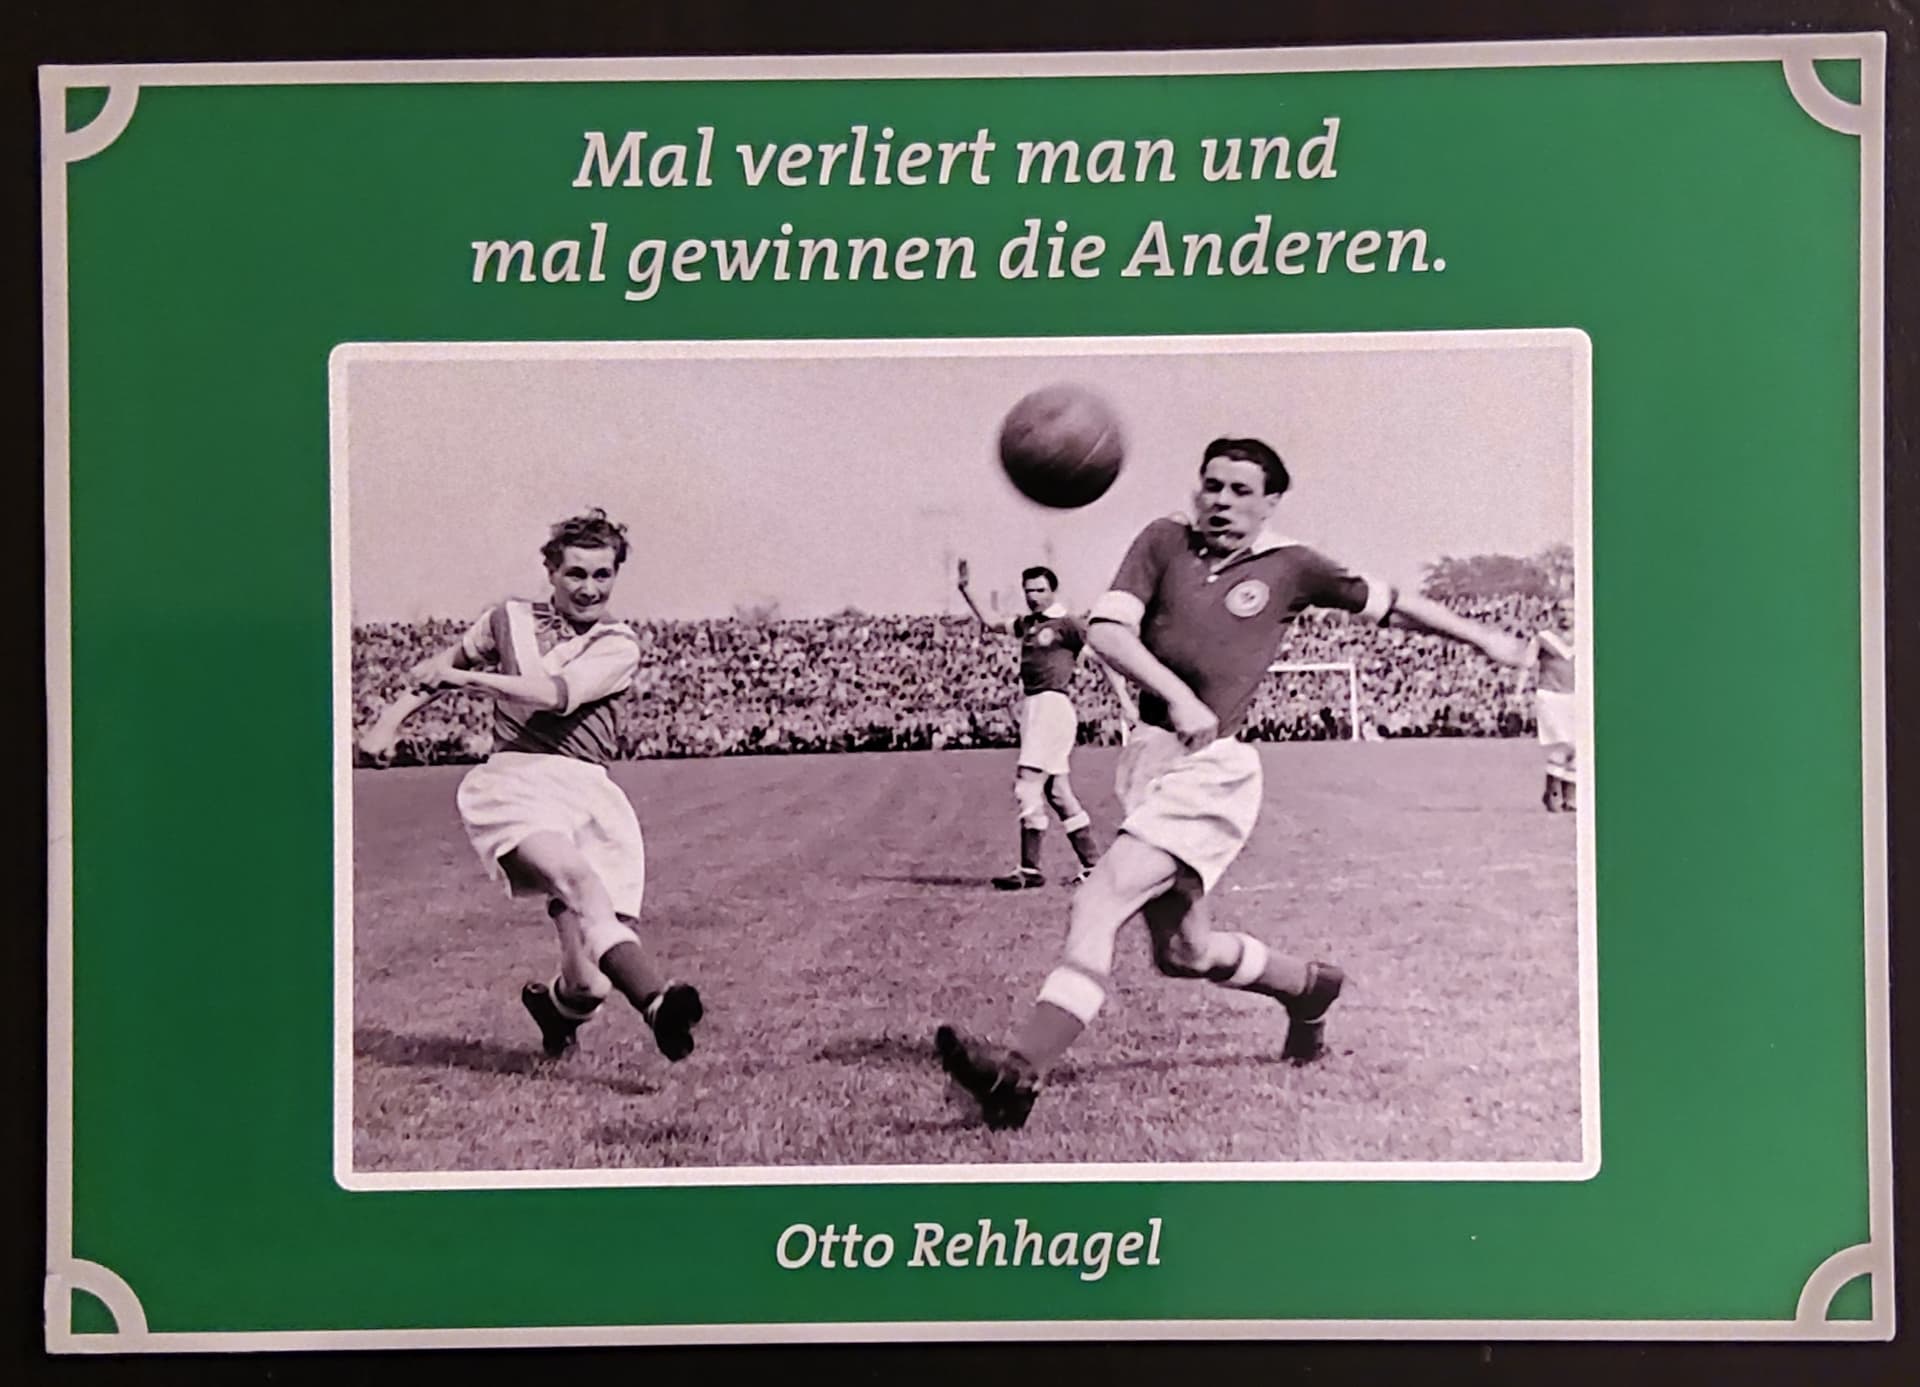 Mal verliert man und
mal gewinnen die Anderen.
Otto Rehhagel